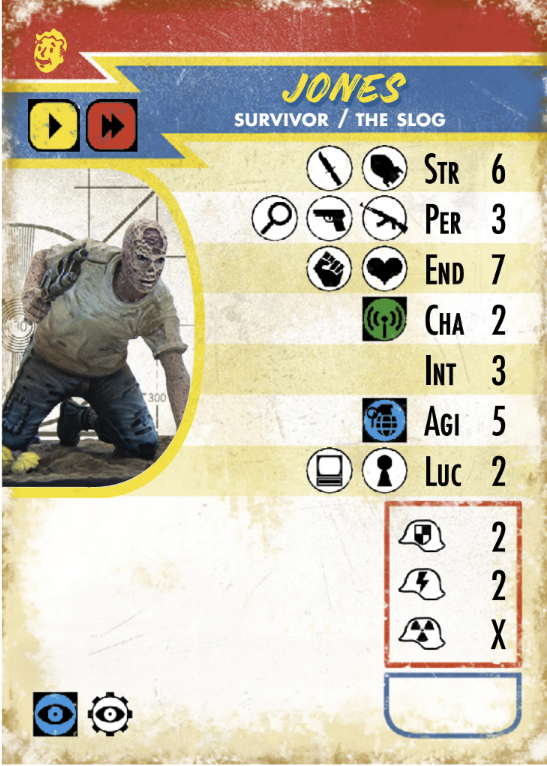 JONES
SURVIVOR / THE SLOG
STR 6
PER 3
END 7
CHA 2
INT 3
AGI 5
LUC 2
2
2
X
300